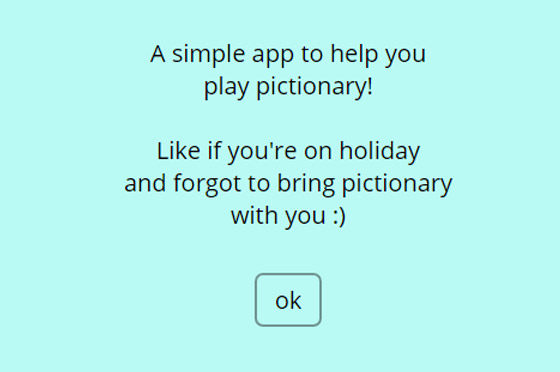 A simple app to help you
play pictionary!
Like if you're on holiday
and forgot to bring pictionary
with you :)
ok